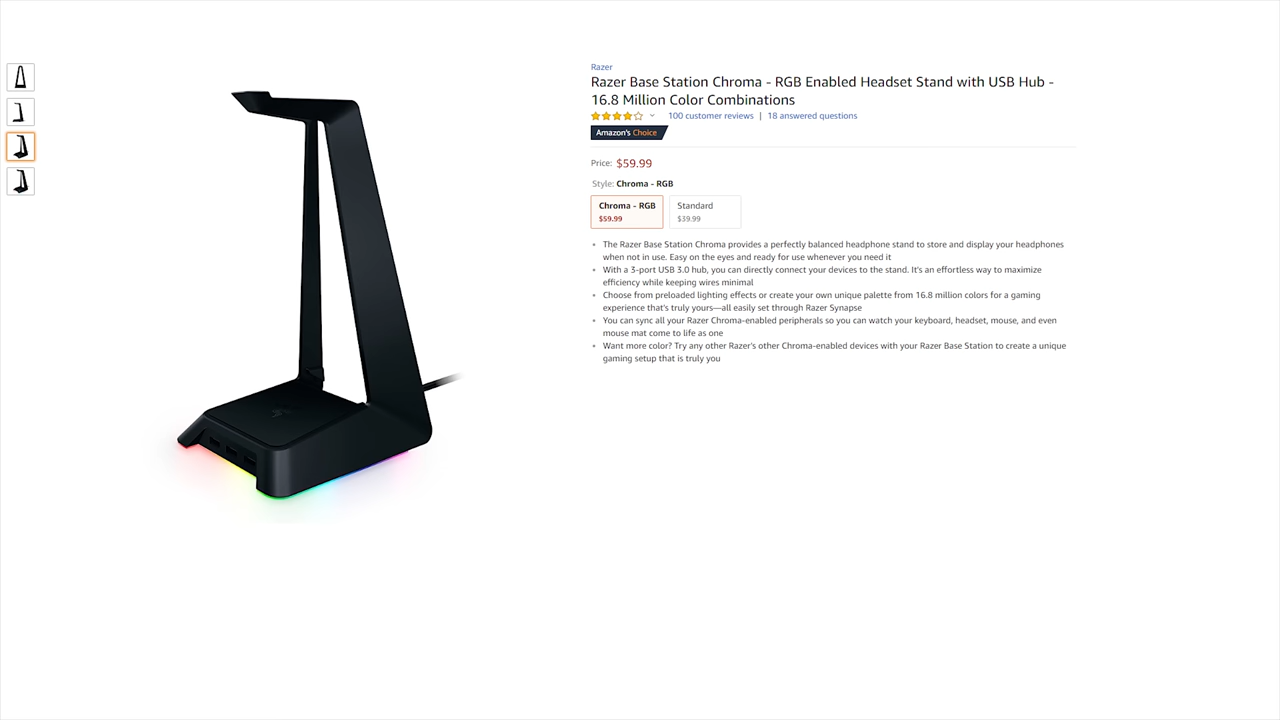 Razer
Razer Base Station Chroma - RGB Enabled Headset Stand with USB Hub -
16.8 Million Color Combinations
100 customer reviews | 18 answered questions
Amazon's Choice
Price: $59.99
Style: Chroma - RGB
Chroma - RGB Standard
$59.99 $39.99
• The Razer Base Station Chroma provides a perfectly balanced headphone stand to store and display your headphones
when not in use. Easy on the eyes and ready for use whenever you need it
• With a 3-port USB 3.0 hub, you can directly connect your devices to the stand. It's an effortless way to maximize
efficiency while keeping wires minimal
• Choose from preloaded lighting effects or create your own unique palette from 16.8 million colors for a gaming
experience that's truly yours—all easily set through Razer Synapse
• You can sync all your Razer Chroma-enabled peripherals so you can watch your keyboard, headset, mouse, and even
mouse mat come to life as one
• Want more color? Try any other Razer's other Chroma-enabled devices with your Razer Base Station to create a unique
gaming setup that is truly you